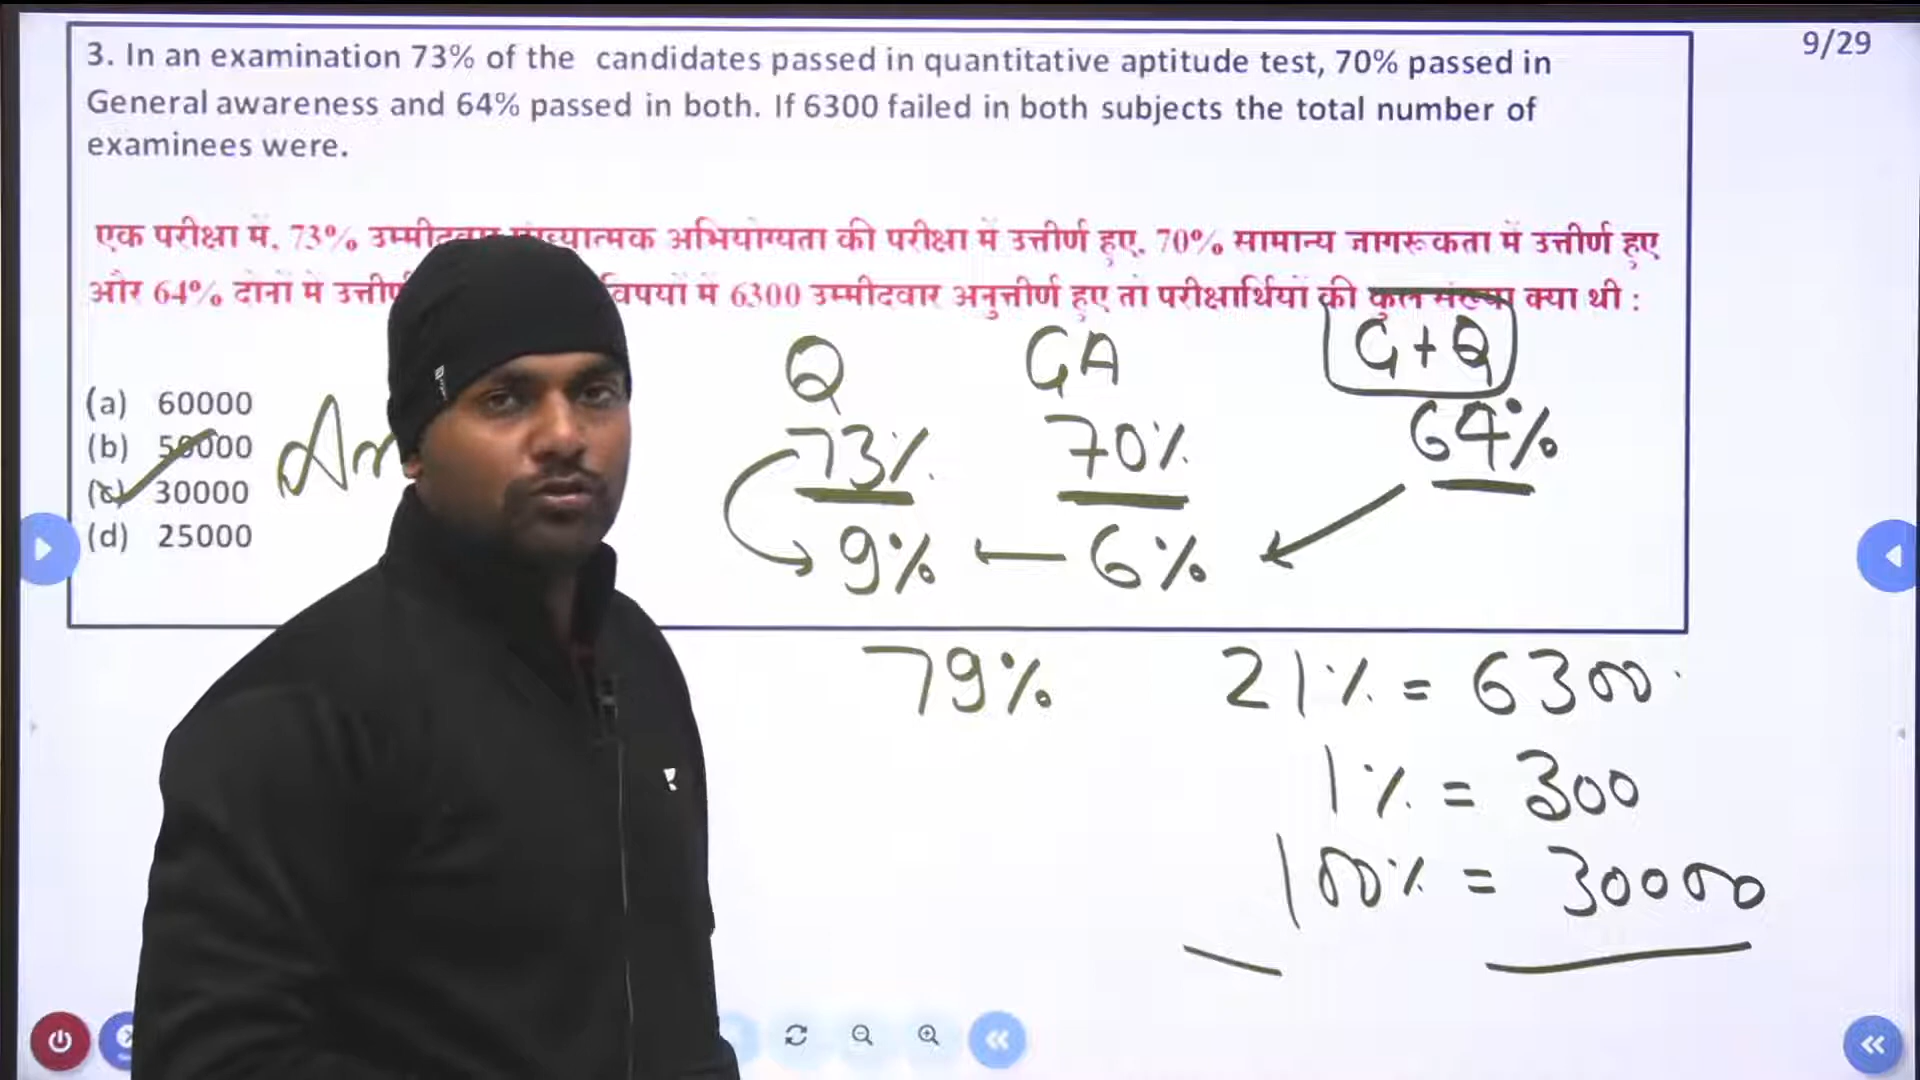 9/29
3. In an examination 73% of the candidates passed in quantitative aptitude test, 70% passed in
General awareness and 64% passed in both. If 6300 failed in both subjects the total number of
examinees were.
एक परीक्षा में, 73% उम्मीदवार संख्यात्मक अभियोग्यता की परीक्षा में उत्तीर्ण हुए, 70% सामान्य जागरूकता में उत्तीर्ण हुए
और 64% दोनों में विषयों में 6300 उम्मीदवार अनुत्तीर्ण हुए तो परीक्षार्थियों की कुल संख्या क्या थी :
(a) 60000
(b) 50000
(c) 30000
(d) 25000
Q GA G+Q
73% 70% 64%
9% ← 6%
79% 21% = 6300
1% = 300
100% = 30000